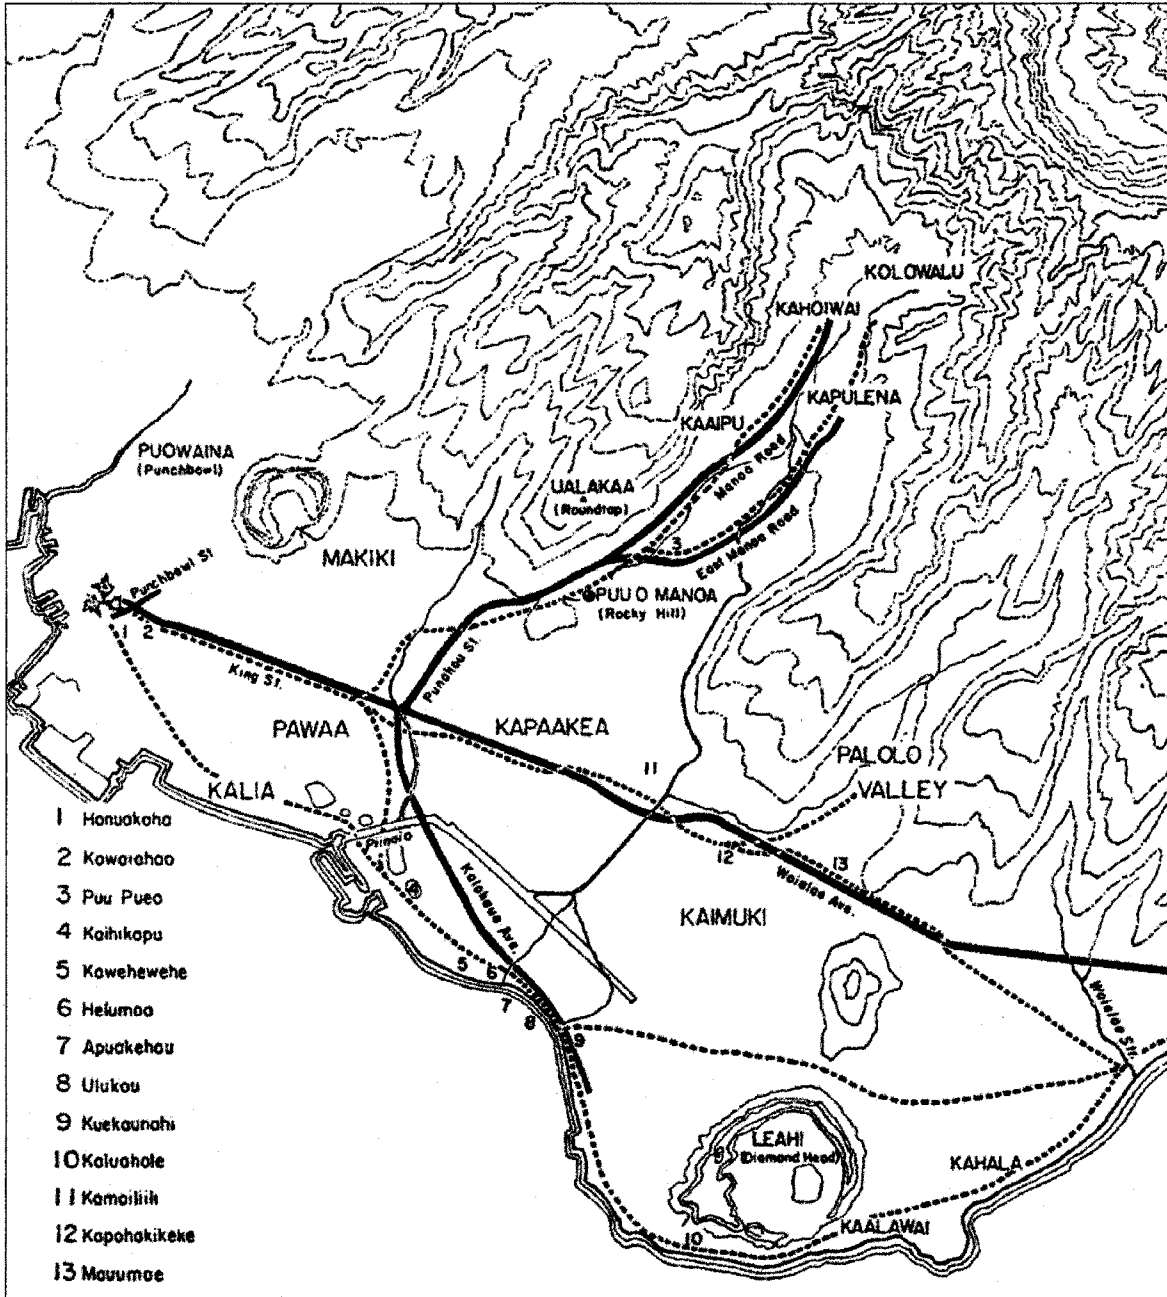 KOLOWALU
KAHOIWAI
KAPULENA
KAAIPU
Manoa Road
PUOWAINA
(Punchbowl)
UALAKAA
(Roundtop)
3
East Manoa Road
MAKIKI
Punchbowl St
PUU O MANOA
(Rocky Hill)
1 2
King St.
Punahou St.
PAWAA
KAPAAKEA
11
PALOLO
VALLEY
KALIA
Piinaio
12
13
Waialae Ave.
Kalakaua Ave.
KAIMUKI
5
6
7
8
9
Waialae Str.
LEAHI
(Diamond Head)
KAHALA
KAALAWAI
10
1 Honuakaha
2 Kawaiahao
3 Puu Pueo
4 Kaihikapu
5 Kawehewehe
6 Helumoa
7 Apuakehau
8 Ulukou
9 Kuekaunahi
10 Kaluahole
11 Kamoiliili
12 Kapahakikeke
13 Mauumae